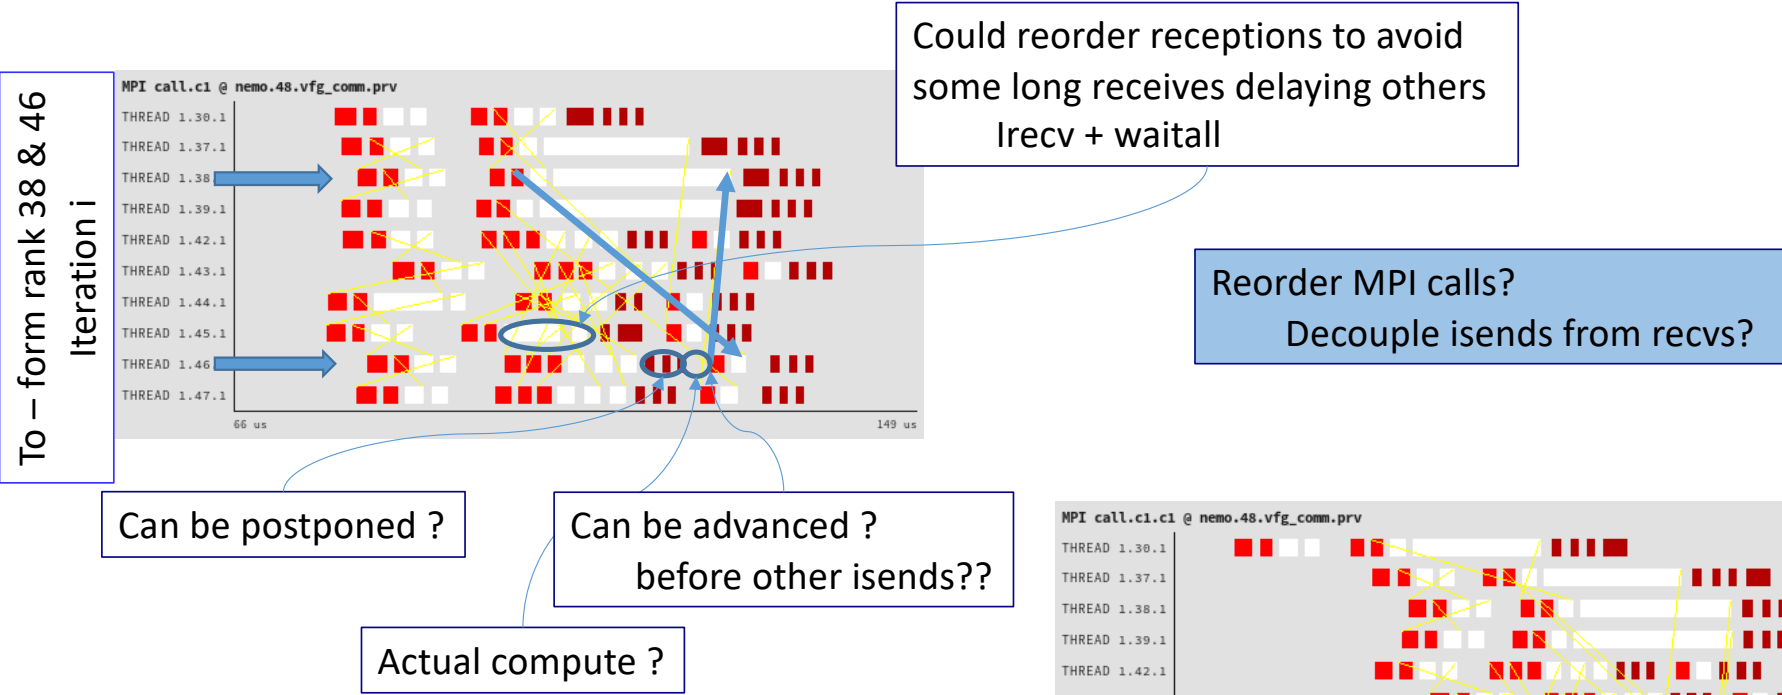 Could reorder receptions to avoid
some long receives delaying others
Irecv + waitall
To – form rank 38 & 46
Iteration i
MPI call.c1 @ nemo.48.vfg_comm.prv
THREAD 1.30.1
THREAD 1.37.1
THREAD 1.38
THREAD 1.39.1
THREAD 1.42.1
THREAD 1.43.1
THREAD 1.44.1
THREAD 1.45.1
THREAD 1.46
THREAD 1.47.1
66 us
149 us
Reorder MPI calls?
Decouple isends from recvs?
Can be postponed ?
Can be advanced ?
before other isends??
Actual compute ?
MPI call.c1.c1 @ nemo.48.vfg_comm.prv
THREAD 1.30.1
THREAD 1.37.1
THREAD 1.38.1
THREAD 1.39.1
THREAD 1.42.1